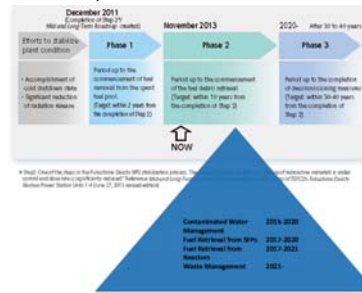 December 2011
(Completion of Step 2)*
Mid-and-Long-Term Roadmap created)
November 2013
2020-
After 30 to 40 years
Efforts to stabilize
plant condition
Phase 1
Phase 2
Phase 3
• Accomplishment of
cold shutdown state
• Significant reduction
of radiation release
Period up to the
commencement of fuel
removal from the spent
fuel pool
(Target: within 2 years from
the completion of Step 2)
Period up to the commencement
of the fuel debris retrieval
(Target: within 10 years from
the completion of Step 2)
Period up to the
completion of
decommissioning measures
(Target: within 30-40 years
from the completion of
Step 2)
NOW
Contaminated Water
Management
2015-2020
Fuel Retrieval from SFPs
2017-2020
Fuel Retrieval from
Reactors
2017-2021
Waste Management
2021-